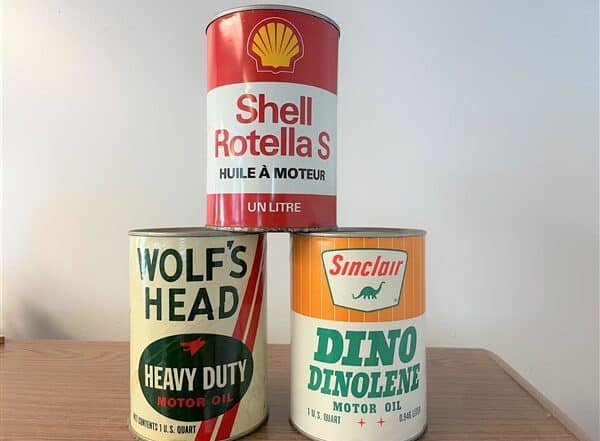 Shell
Rotella S
HUILE À MOTEUR
UN LITRE
WOLF'S
HEAD
HEAVY DUTY
MOTOR OIL
NET CONTENTS 1 U.S. QUART
Sinclair
DINO
DINOLENE
MOTOR OIL
1 U.S. QUART 0.946 LITER